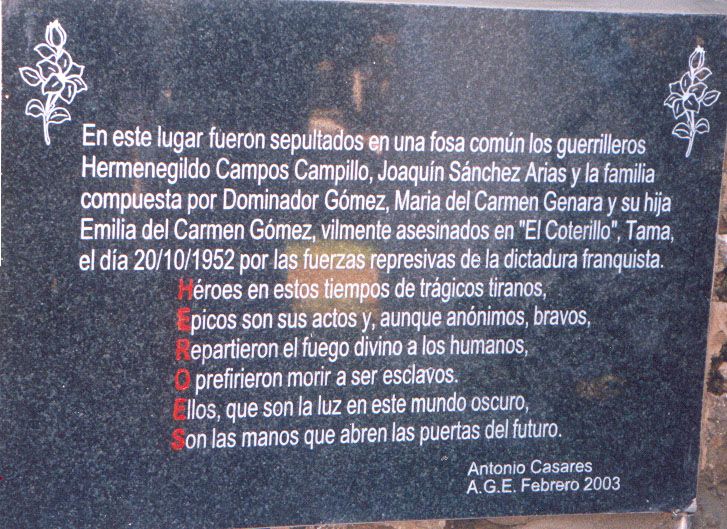 En este lugar fueron sepultados en una fosa común los guerrilleros
Hermenegildo Campos Campillo, Joaquín Sánchez Arias y la familia
compuesta por Dominador Gómez, Maria del Carmen Genara y su hija
Emilia del Carmen Gómez, vilmente asesinados en "El Coterillo", Tama,
el día 20/10/1952 por las fuerzas represivas de la dictadura franquista.
Héroes en estos tiempos de trágicos tiranos,
Epicos son sus actos y, aunque anónimos, bravos,
Repartieron el fuego divino a los humanos,
O prefirieron morir a ser esclavos.
Ellos, que son la luz en este mundo oscuro,
Son las manos que abren las puertas del futuro.
Antonio Casares
A.G.E. Febrero 2003